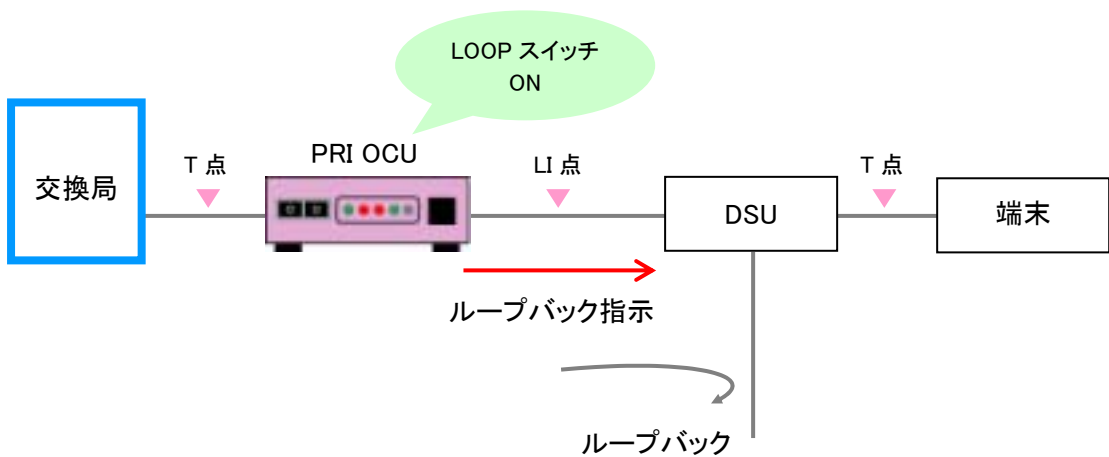 LOOP スイッチ
ON
交換局
T 点
PRI OCU
LI 点
DSU
T 点
端末
ループバック指示
ループバック